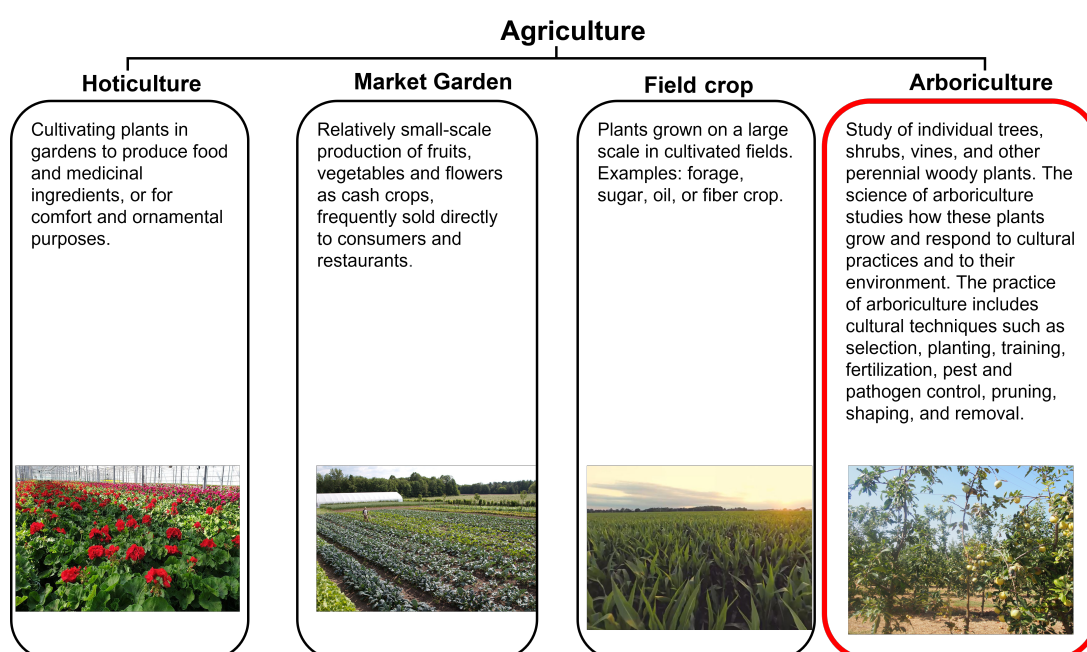 Agriculture
Hoticulture
Cultivating plants in
gardens to produce food
and medicinal
ingredients, or for
comfort and ornamental
purposes.
Market Garden
Relatively small-scale
production of fruits,
vegetables and flowers
as cash crops,
frequently sold directly
to consumers and
restaurants.
Field crop
Plants grown on a large
scale in cultivated fields.
Examples: forage,
sugar, oil, or fiber crop.
Arboriculture
Study of individual trees,
shrubs, vines, and other
perennial woody plants. The
science of arboriculture
studies how these plants
grow and respond to cultural
practices and to their
environment. The practice
of arboriculture includes
cultural techniques such as
selection, planting, training,
fertilization, pest and
pathogen control, pruning,
shaping, and removal.